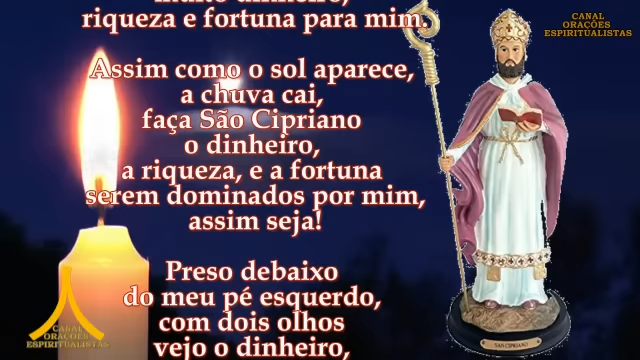 muito dinheiro,
riqueza e fortuna para mim.
Assim como o sol aparece,
a chuva cai,
faça São Cipriano
o dinheiro,
a riqueza, e a fortuna
serem dominados por mim,
assim seja!
Preso debaixo
do meu pé esquerdo,
com dois olhos
vejo o dinheiro,
CANAL
ORAÇÕES
ESPIRITUALISTAS
SAN CIPRIANO
CANAL
ORAÇÕES
ESPIRITUALISTAS